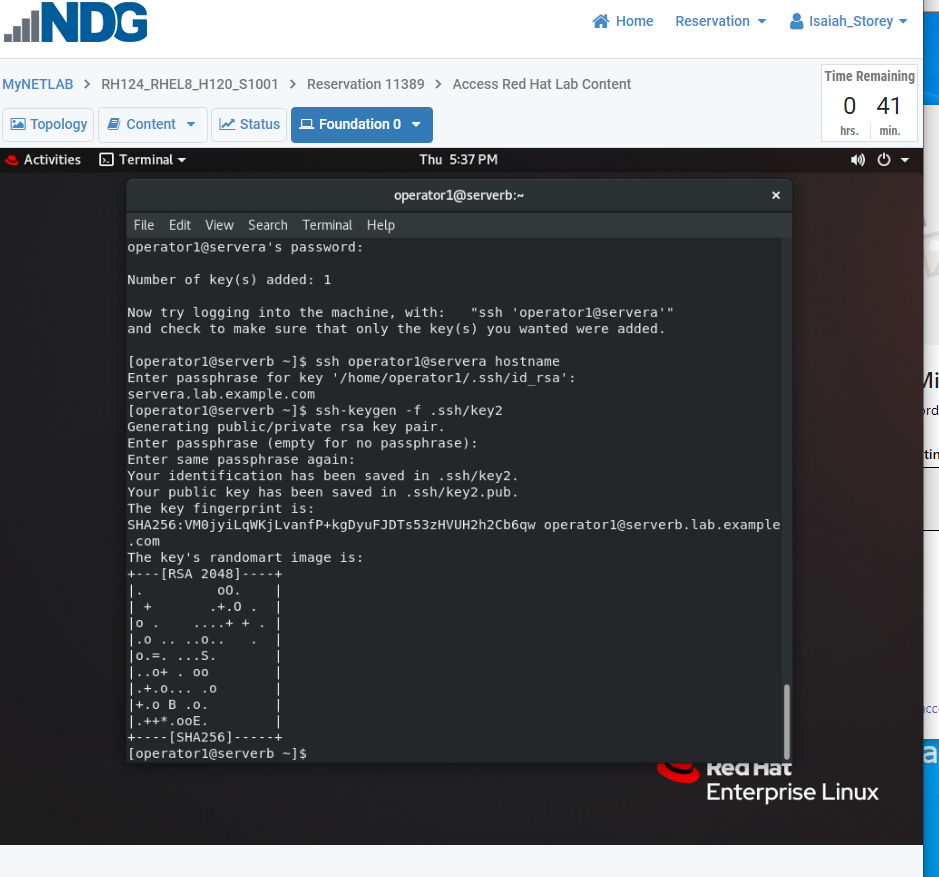 NDG
Home Reservation Isaiah_Storey
MyNETLAB > RH124_RHEL8_H120_S1001 > Reservation 11389 > Access Red Hat Lab Content
Time Remaining
0 41
hrs. min.
Topology Content Status Foundation 0
Activities Terminal Thu 5:37 PM
operator1@serverb:~ ×
File Edit View Search Terminal Help
operator1@servera's password:
Number of key(s) added: 1
Now try logging into the machine, with:   "ssh 'operator1@servera'"
and check to make sure that only the key(s) you wanted were added.
[operator1@serverb ~]$ ssh operator1@servera hostname
Enter passphrase for key '/home/operator1/.ssh/id_rsa':
servera.lab.example.com
[operator1@serverb ~]$ ssh-keygen -f .ssh/key2
Generating public/private rsa key pair.
Enter passphrase (empty for no passphrase):
Enter same passphrase again:
Your identification has been saved in .ssh/key2.
Your public key has been saved in .ssh/key2.pub.
The key fingerprint is:
SHA256:VM0jyiLqWKjLvanfP+kgDyuFJDTs53zHVUH2h2Cb6qw operator1@serverb.lab.example
.com
The key's randomart image is:
+---[RSA 2048]----+
|.         oO.    |
| +       .+.O .  |
|o .    ....+ + . |
|.o .. ..o..   .  |
|o.=. ...S.       |
|..o+ . oo        |
|.+.o... .o       |
|+.o B .o.        |
|.++*.ooE.        |
+----[SHA256]-----+
[operator1@serverb ~]$
Red Hat
Enterprise Linux